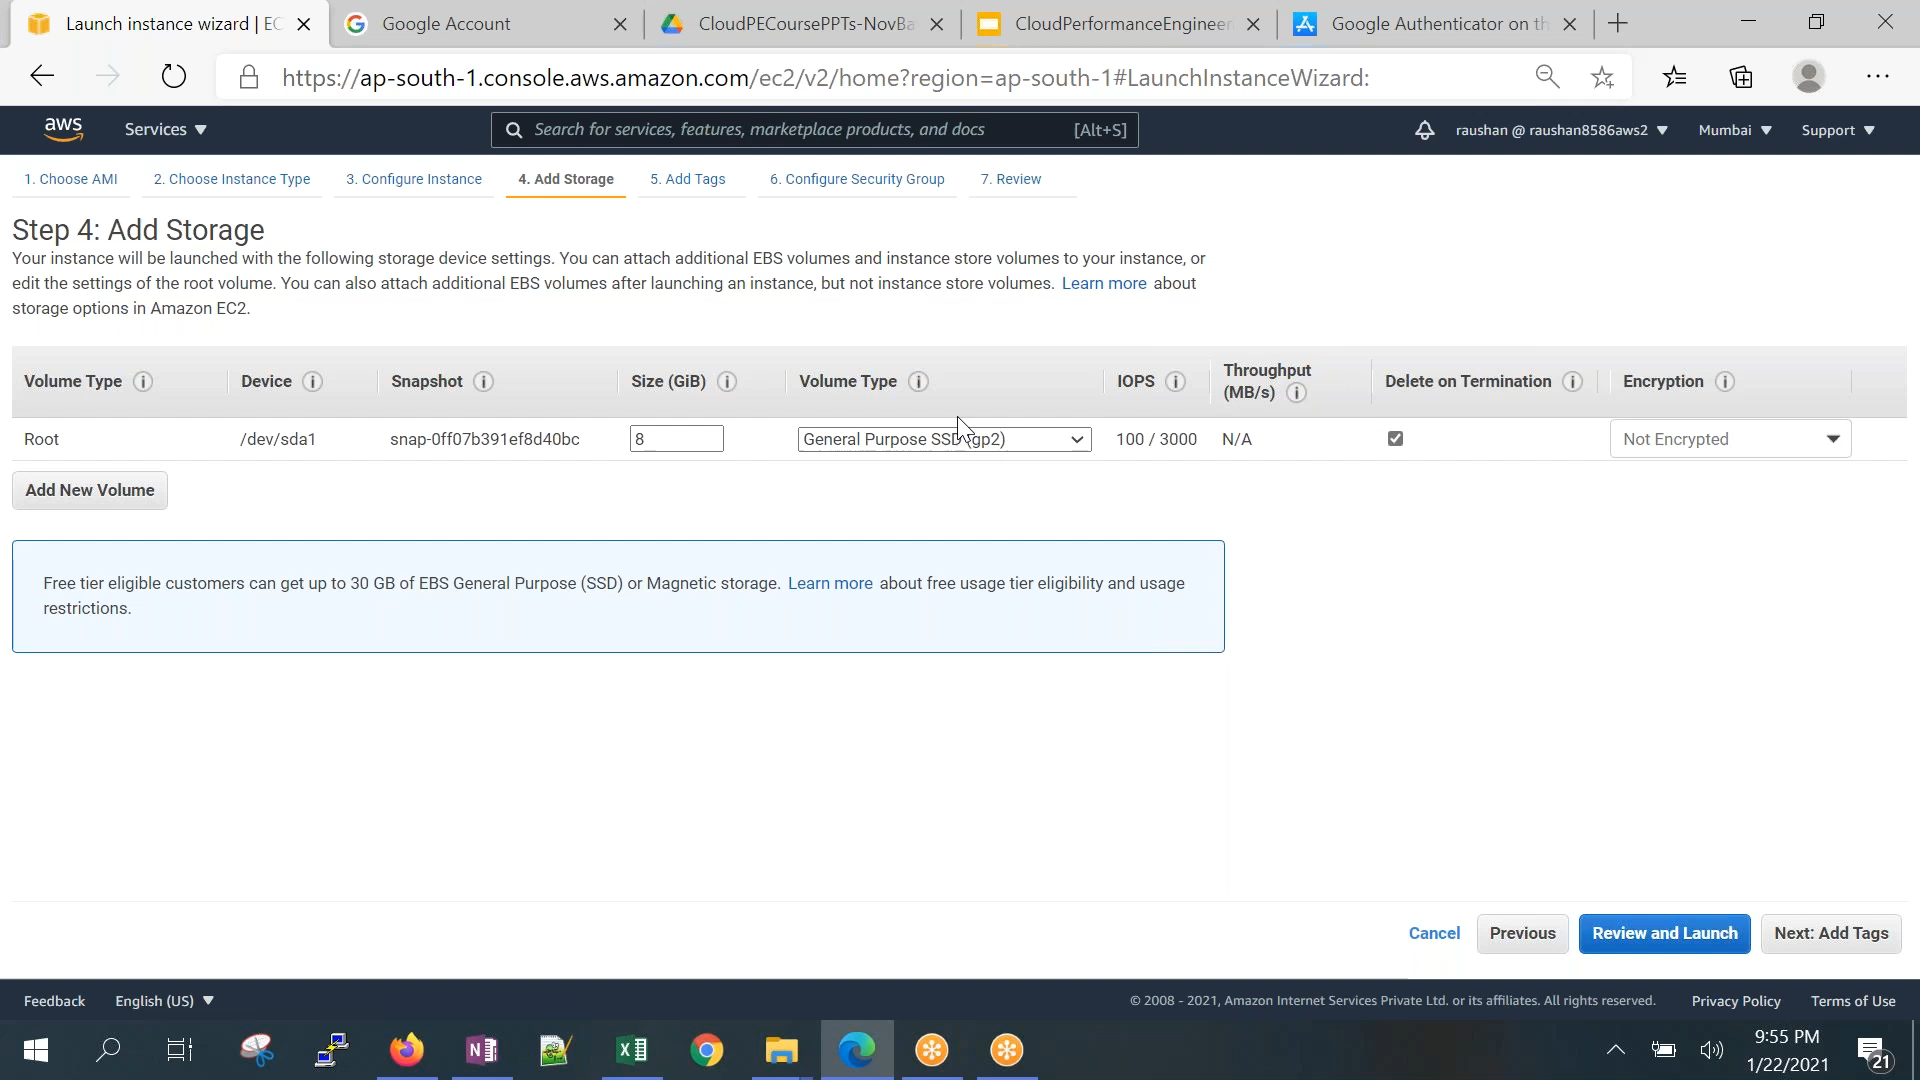 Launch instance wizard | EC
Google Account
CloudPECoursePPTs-NovBa
CloudPerformanceEngineer
Google Authenticator on th
https://ap-south-1.console.aws.amazon.com/ec2/v2/home?region=ap-south-1#LaunchInstanceWizard:
aws
Services
Search for services, features, marketplace products, and docs
[Alt+S]
raushan @ raushan8586aws2
Mumbai
Support
1. Choose AMI
2. Choose Instance Type
3. Configure Instance
4. Add Storage
5. Add Tags
6. Configure Security Group
7. Review
Step 4: Add Storage
Your instance will be launched with the following storage device settings. You can attach additional EBS volumes and instance store volumes to your instance, or
edit the settings of the root volume. You can also attach additional EBS volumes after launching an instance, but not instance store volumes. Learn more about
storage options in Amazon EC2.
Volume Type
Device
Snapshot
Size (GiB)
Volume Type
IOPS
Throughput
(MB/s)
Delete on Termination
Encryption
Root
/dev/sda1
snap-0ff07b391ef8d40bc
8
General Purpose SSD (gp2)
100 / 3000
N/A
Not Encrypted
Add New Volume
Free tier eligible customers can get up to 30 GB of EBS General Purpose (SSD) or Magnetic storage. Learn more about free usage tier eligibility and usage
restrictions.
Cancel
Previous
Review and Launch
Next: Add Tags
Feedback
English (US)
© 2008 - 2021, Amazon Internet Services Private Ltd. or its affiliates. All rights reserved.
Privacy Policy
Terms of Use
9:55 PM
1/22/2021
21